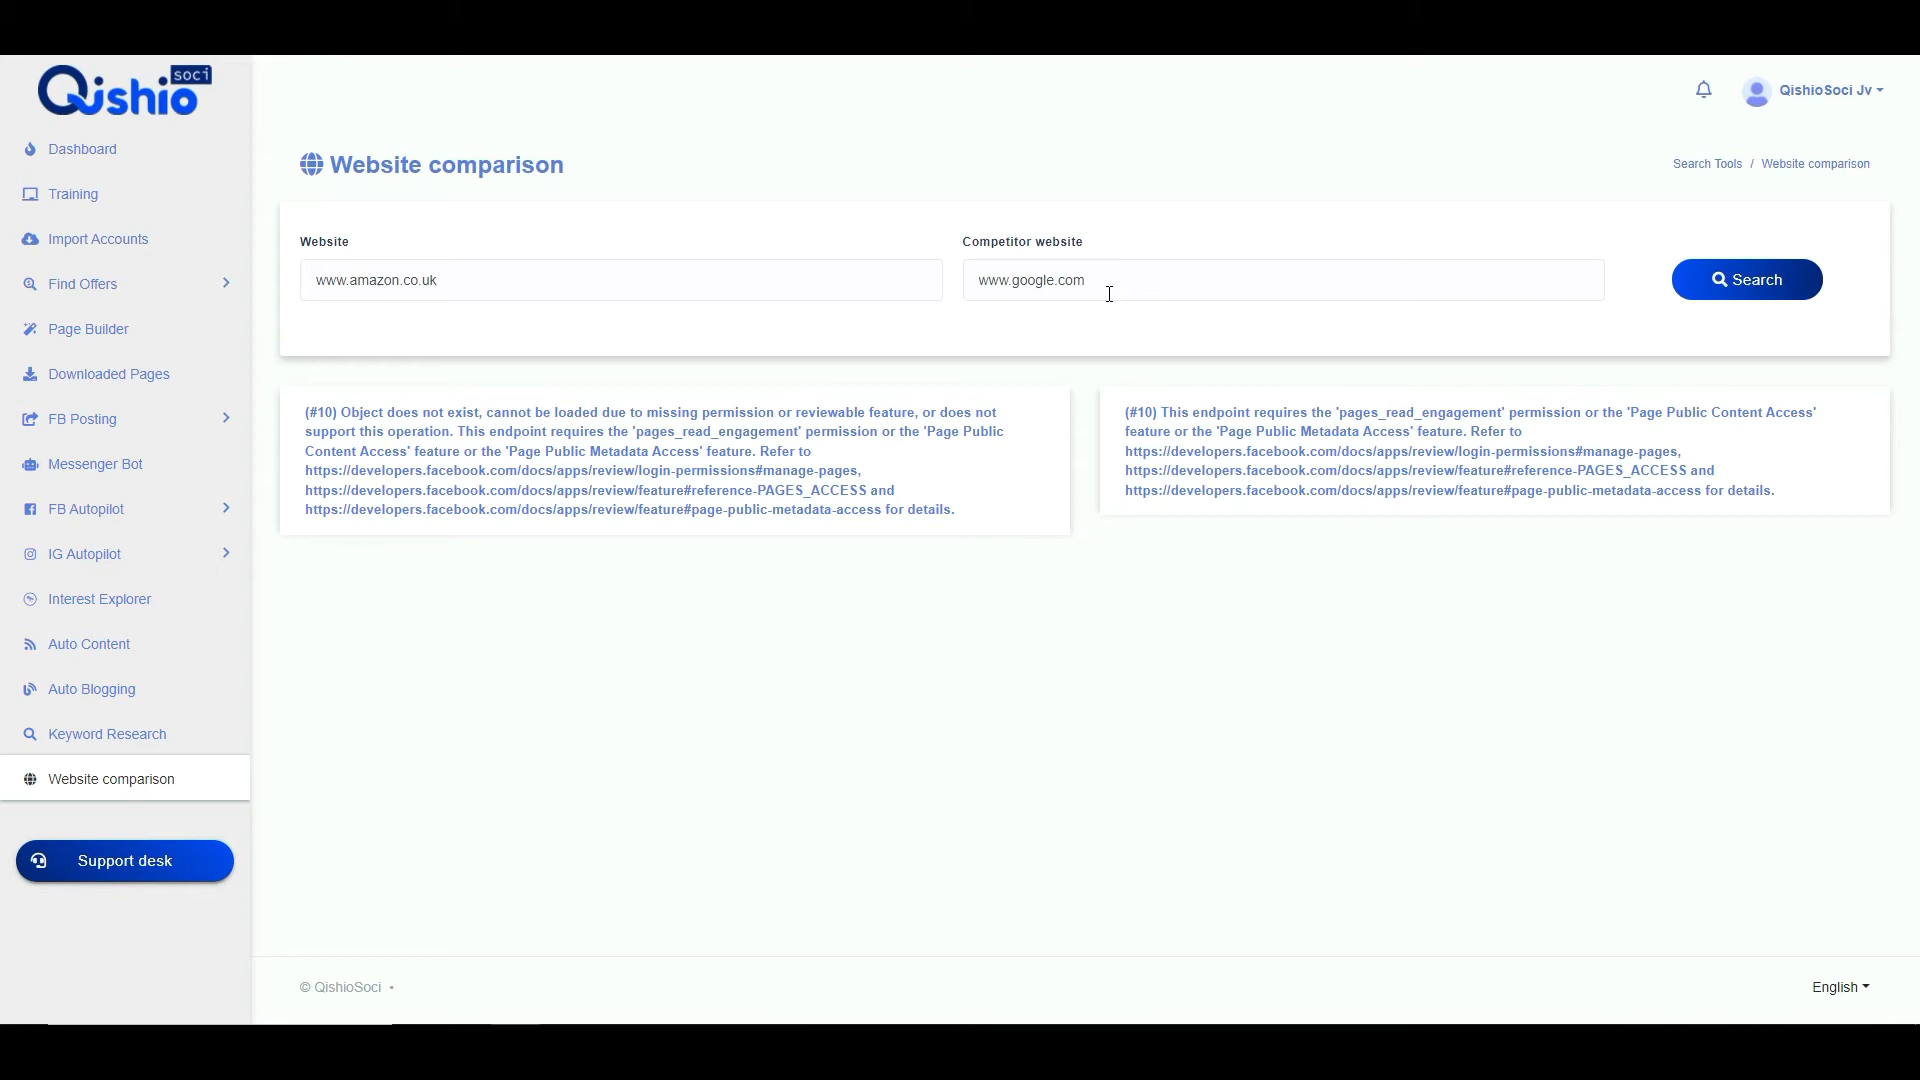 Qishio soci
QishioSoci Jv
Dashboard
Training
Import Accounts
Find Offers
Page Builder
Downloaded Pages
FB Posting
Messenger Bot
FB Autopilot
IG Autopilot
Interest Explorer
Auto Content
Auto Blogging
Keyword Research
Website comparison
Support desk
Website comparison
Search Tools / Website comparison
Website
www.amazon.co.uk
Competitor website
www.google.com
Search
(#10) Object does not exist, cannot be loaded due to missing permission or reviewable feature, or does not
support this operation. This endpoint requires the 'pages_read_engagement' permission or the 'Page Public
Content Access' feature or the 'Page Public Metadata Access' feature. Refer to
https://developers.facebook.com/docs/apps/review/login-permissions#manage-pages,
https://developers.facebook.com/docs/apps/review/feature#reference-PAGES_ACCESS and
https://developers.facebook.com/docs/apps/review/feature#page-public-metadata-access for details.
(#10) This endpoint requires the 'pages_read_engagement' permission or the 'Page Public Content Access'
feature or the 'Page Public Metadata Access' feature. Refer to
https://developers.facebook.com/docs/apps/review/login-permissions#manage-pages,
https://developers.facebook.com/docs/apps/review/feature#reference-PAGES_ACCESS and
https://developers.facebook.com/docs/apps/review/feature#page-public-metadata-access for details.
© QishioSoci •
English